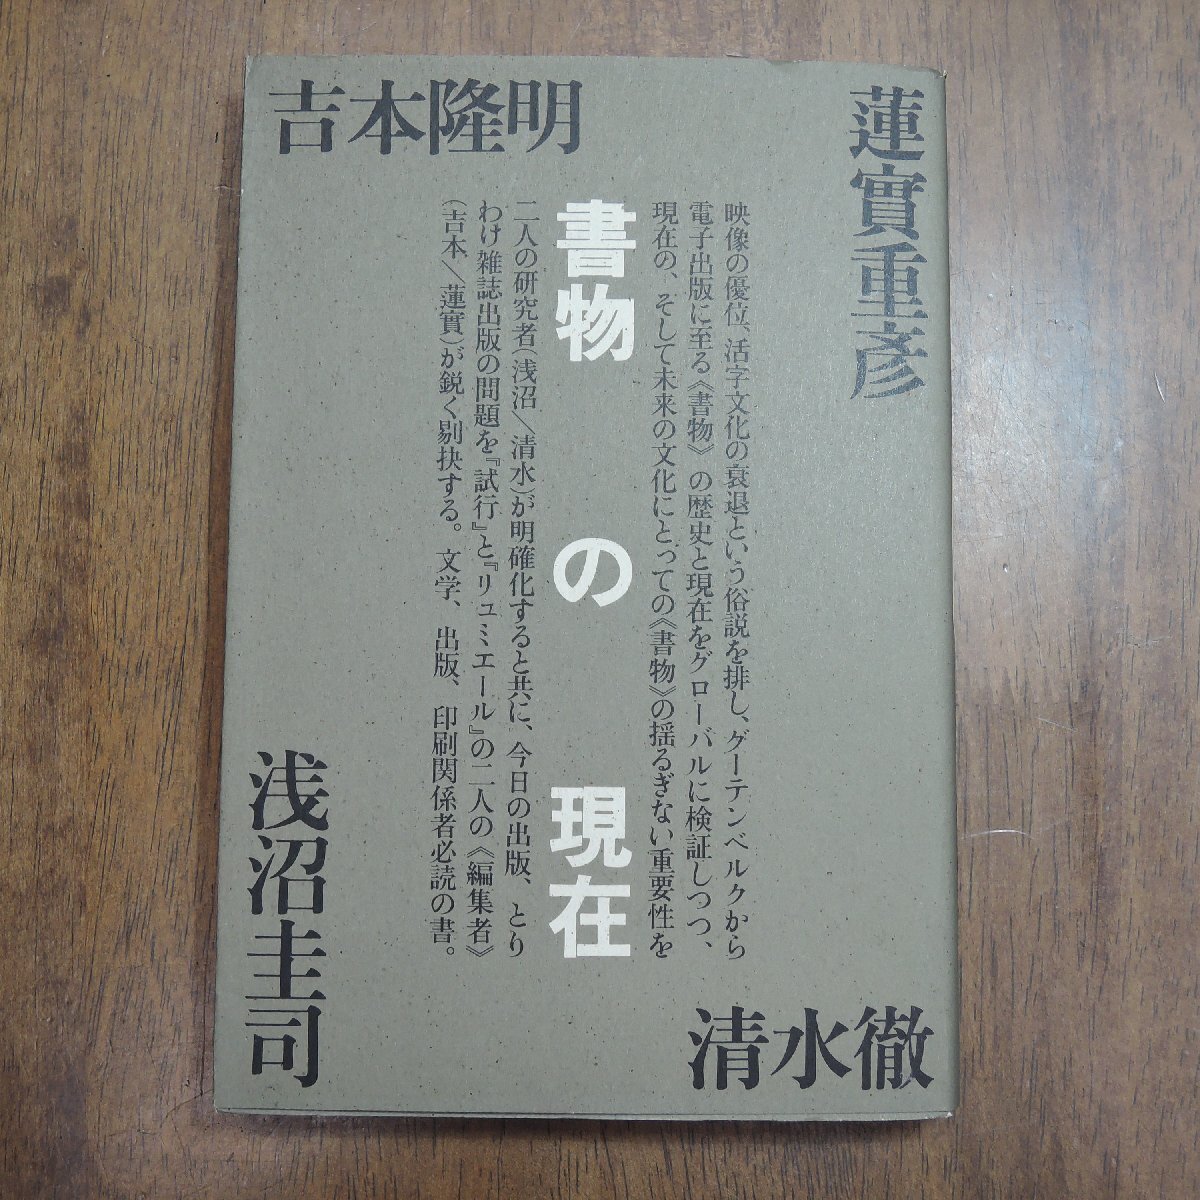 吉本隆明
蓮實重彥
映像の優位、活字文化の衰退という俗説を排し、グーテンベルクから
電子出版に至る《書物》の歴史と現在をグローバルに検証しつつ、
現在の、そして未来の文化にとっての《書物》の揺るぎない重要性を
書物の現在
二人の研究者(浅沼／清水)が明確化すると共に、今日の出版、とり
わけ雑誌出版の問題を『試行』と『リュミエール』の二人の《編集者》
(吉本／蓮實)が鋭く剔抉する。文学、出版、印刷関係者必読の書。
浅沼圭司
清水徹